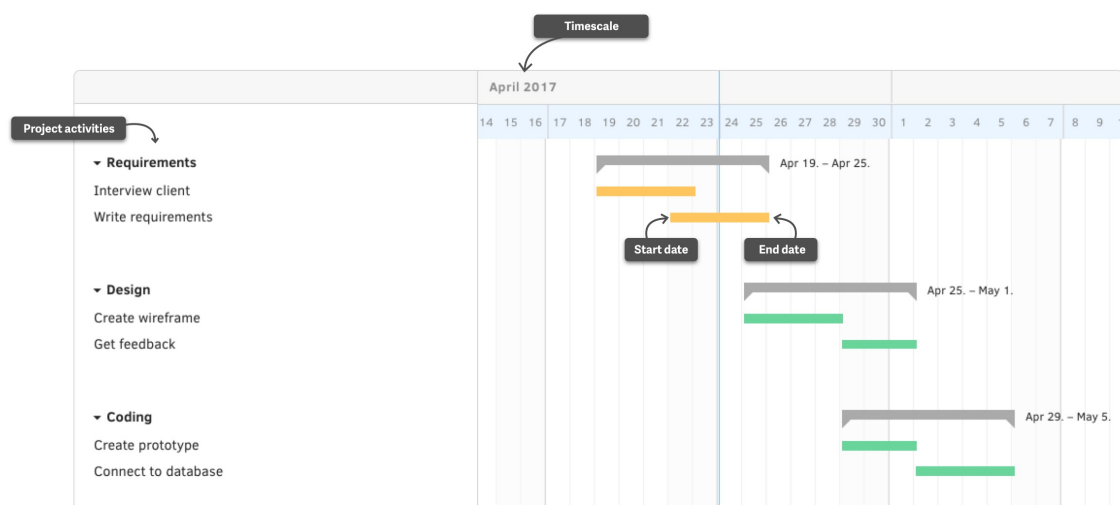 Timescale
April 2017
Project activities
14 15 16 17 18 19 20 21 22 23 24 25 26 27 28 29 30 1 2 3 4 5 6 7 8 9
Requirements
Apr 19. – Apr 25.
Interview client
Write requirements
Start date
End date
Design
Apr 25. – May 1.
Create wireframe
Get feedback
Coding
Apr 29. – May 5.
Create prototype
Connect to database